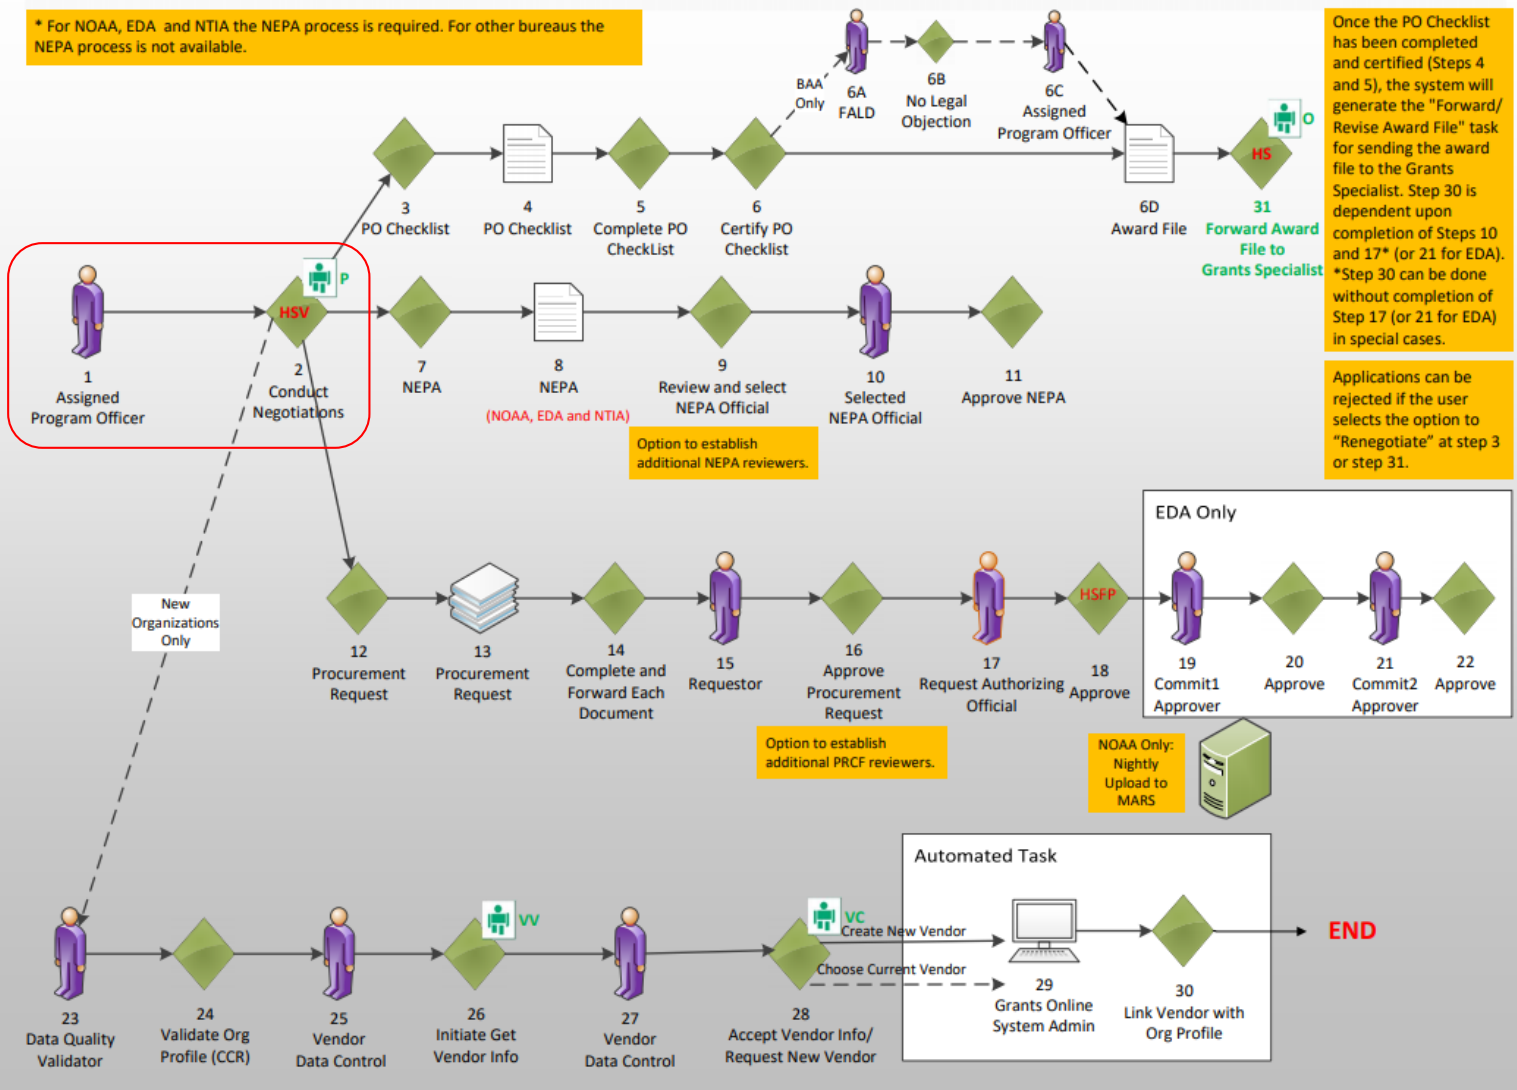 * For NOAA, EDA and NTIA the NEPA process is required. For other bureaus the
NEPA process is not available.
BAA
Only
6A
FALD
6B
No Legal
Objection
6C
Assigned
Program Officer
Once the PO Checklist
has been completed
and certified (Steps 4
and 5), the system will
generate the "Forward/
Revise Award File" task
for sending the award
file to the Grants
Specialist. Step 30 is
dependent upon
completion of Steps 10
and 17* (or 21 for EDA).
*Step 30 can be done
without completion of
Step 17 (or 21 for EDA)
in special cases.
3
PO Checklist
4
PO Checklist
5
Complete PO
CheckList
6
Certify PO
Checklist
6D
Award File
O
HS
31
Forward Award
File to
Grants Specialist
1
Assigned
Program Officer
P
HSV
2
Conduct
Negotiations
7
NEPA
8
NEPA
(NOAA, EDA and NTIA)
9
Review and select
NEPA Official
Option to establish
additional NEPA reviewers.
10
Selected
NEPA Official
11
Approve NEPA
Applications can be
rejected if the user
selects the option to
“Renegotiate” at step 3
or step 31.
New
Organizations
Only
12
Procurement
Request
13
Procurement
Request
14
Complete and
Forward Each
Document
15
Requestor
16
Approve
Procurement
Request
Option to establish
additional PRCF reviewers.
17
Request Authorizing
Official
HSFP
18
Approve
EDA Only
19
Commit1
Approver
20
Approve
21
Commit2
Approver
22
Approve
NOAA Only:
Nightly
Upload to
MARS
23
Data Quality
Validator
24
Validate Org
Profile (CCR)
25
Vendor
Data Control
VV
26
Initiate Get
Vendor Info
27
Vendor
Data Control
VC
28
Accept Vendor Info/
Request New Vendor
Create New Vendor
Choose Current Vendor
Automated Task
29
Grants Online
System Admin
30
Link Vendor with
Org Profile
END